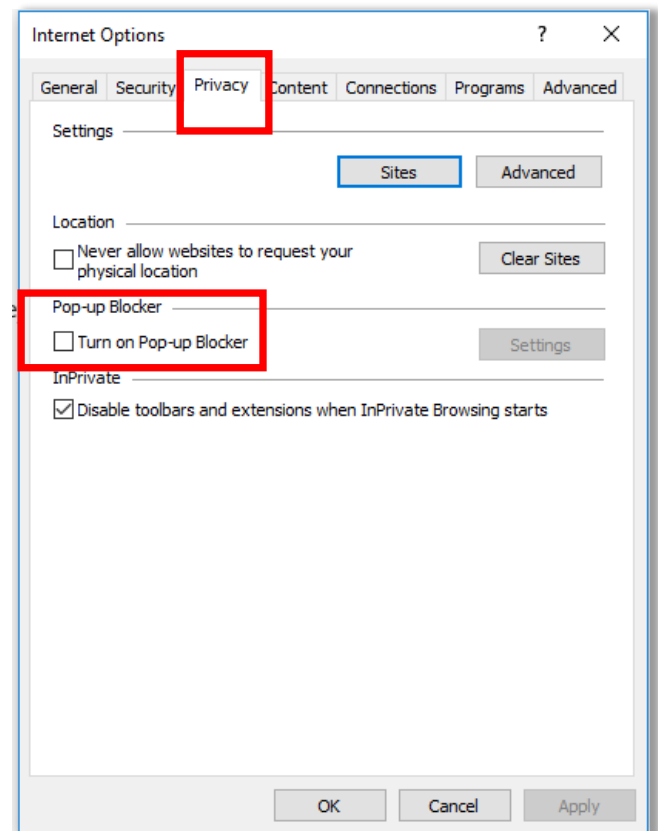 Internet Options ? ×
General Security Privacy Content Connections Programs Advanced
Settings
Sites Advanced
Location
Never allow websites to request your
physical location
Clear Sites
Pop-up Blocker
Turn on Pop-up Blocker Settings
InPrivate
Disable toolbars and extensions when InPrivate Browsing starts
OK Cancel Apply